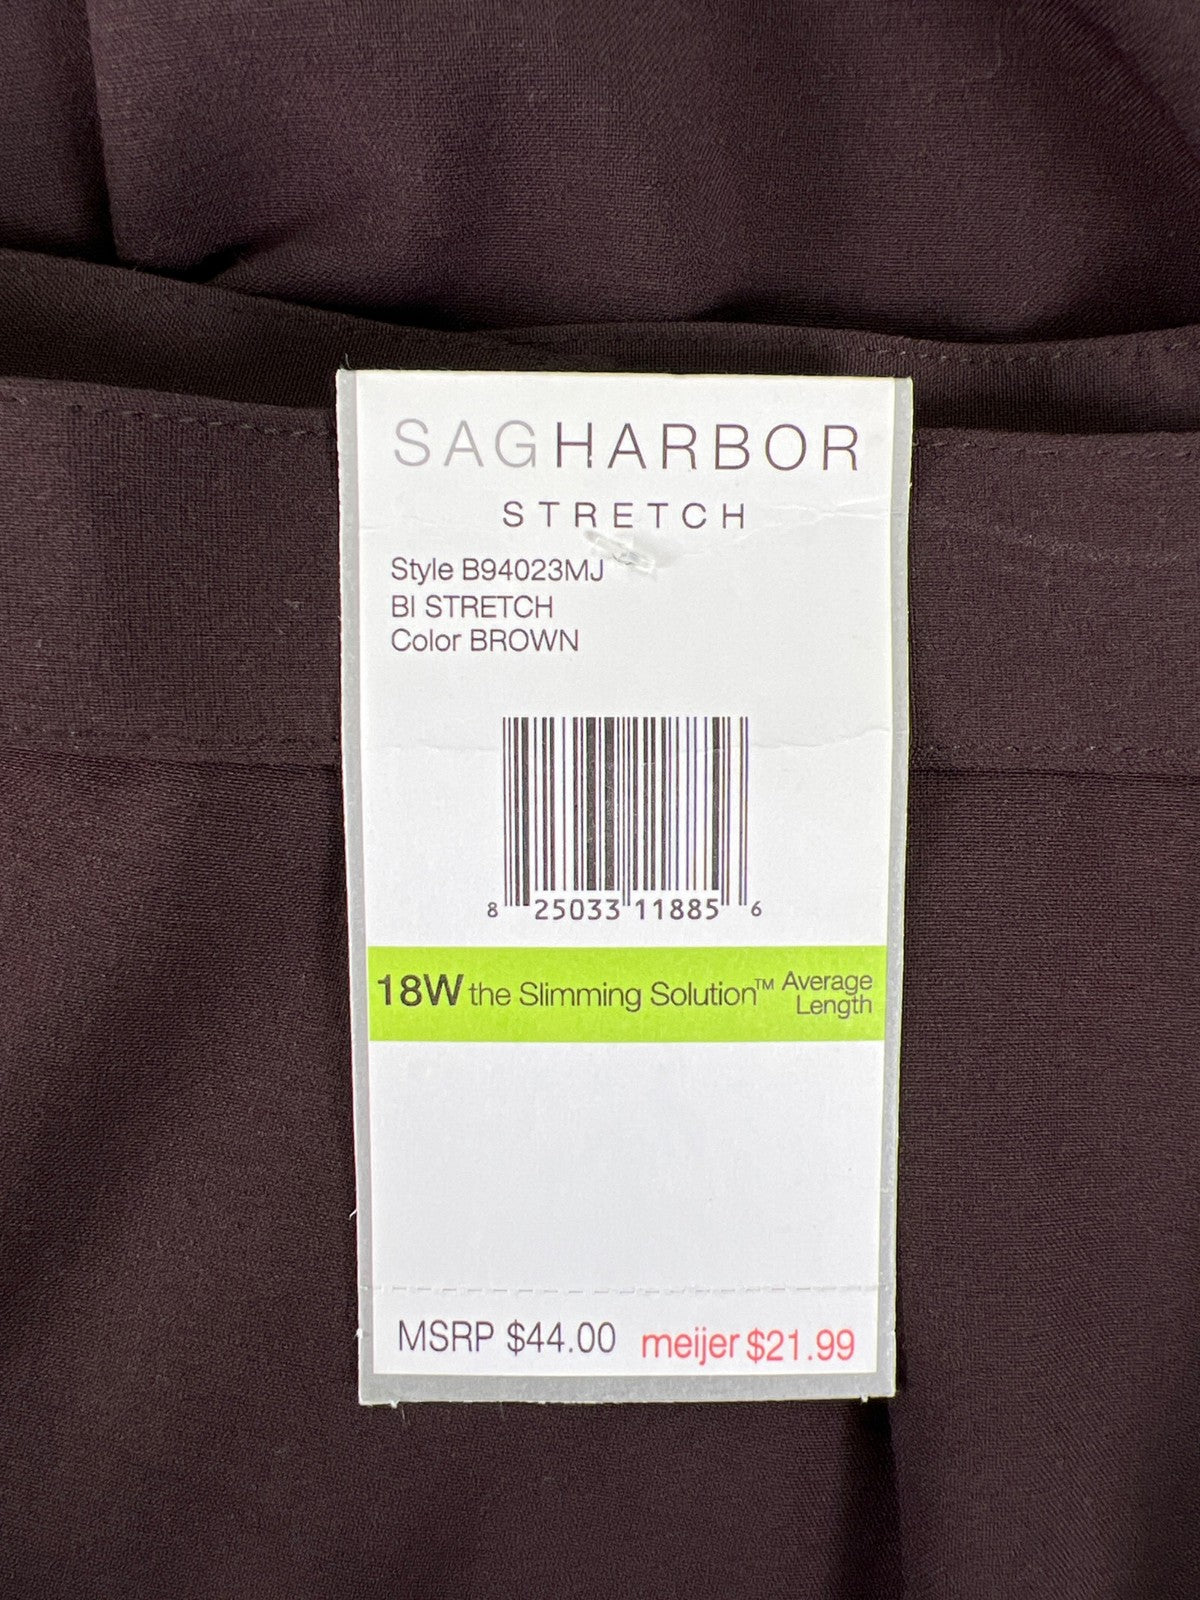 SAGHARBOR
STRETCH
Style B94023MJ
BI STRETCH
Color BROWN
8 25033 11885 6
18W the Slimming Solution™ Average Length
MSRP $44.00 meijer $21.99